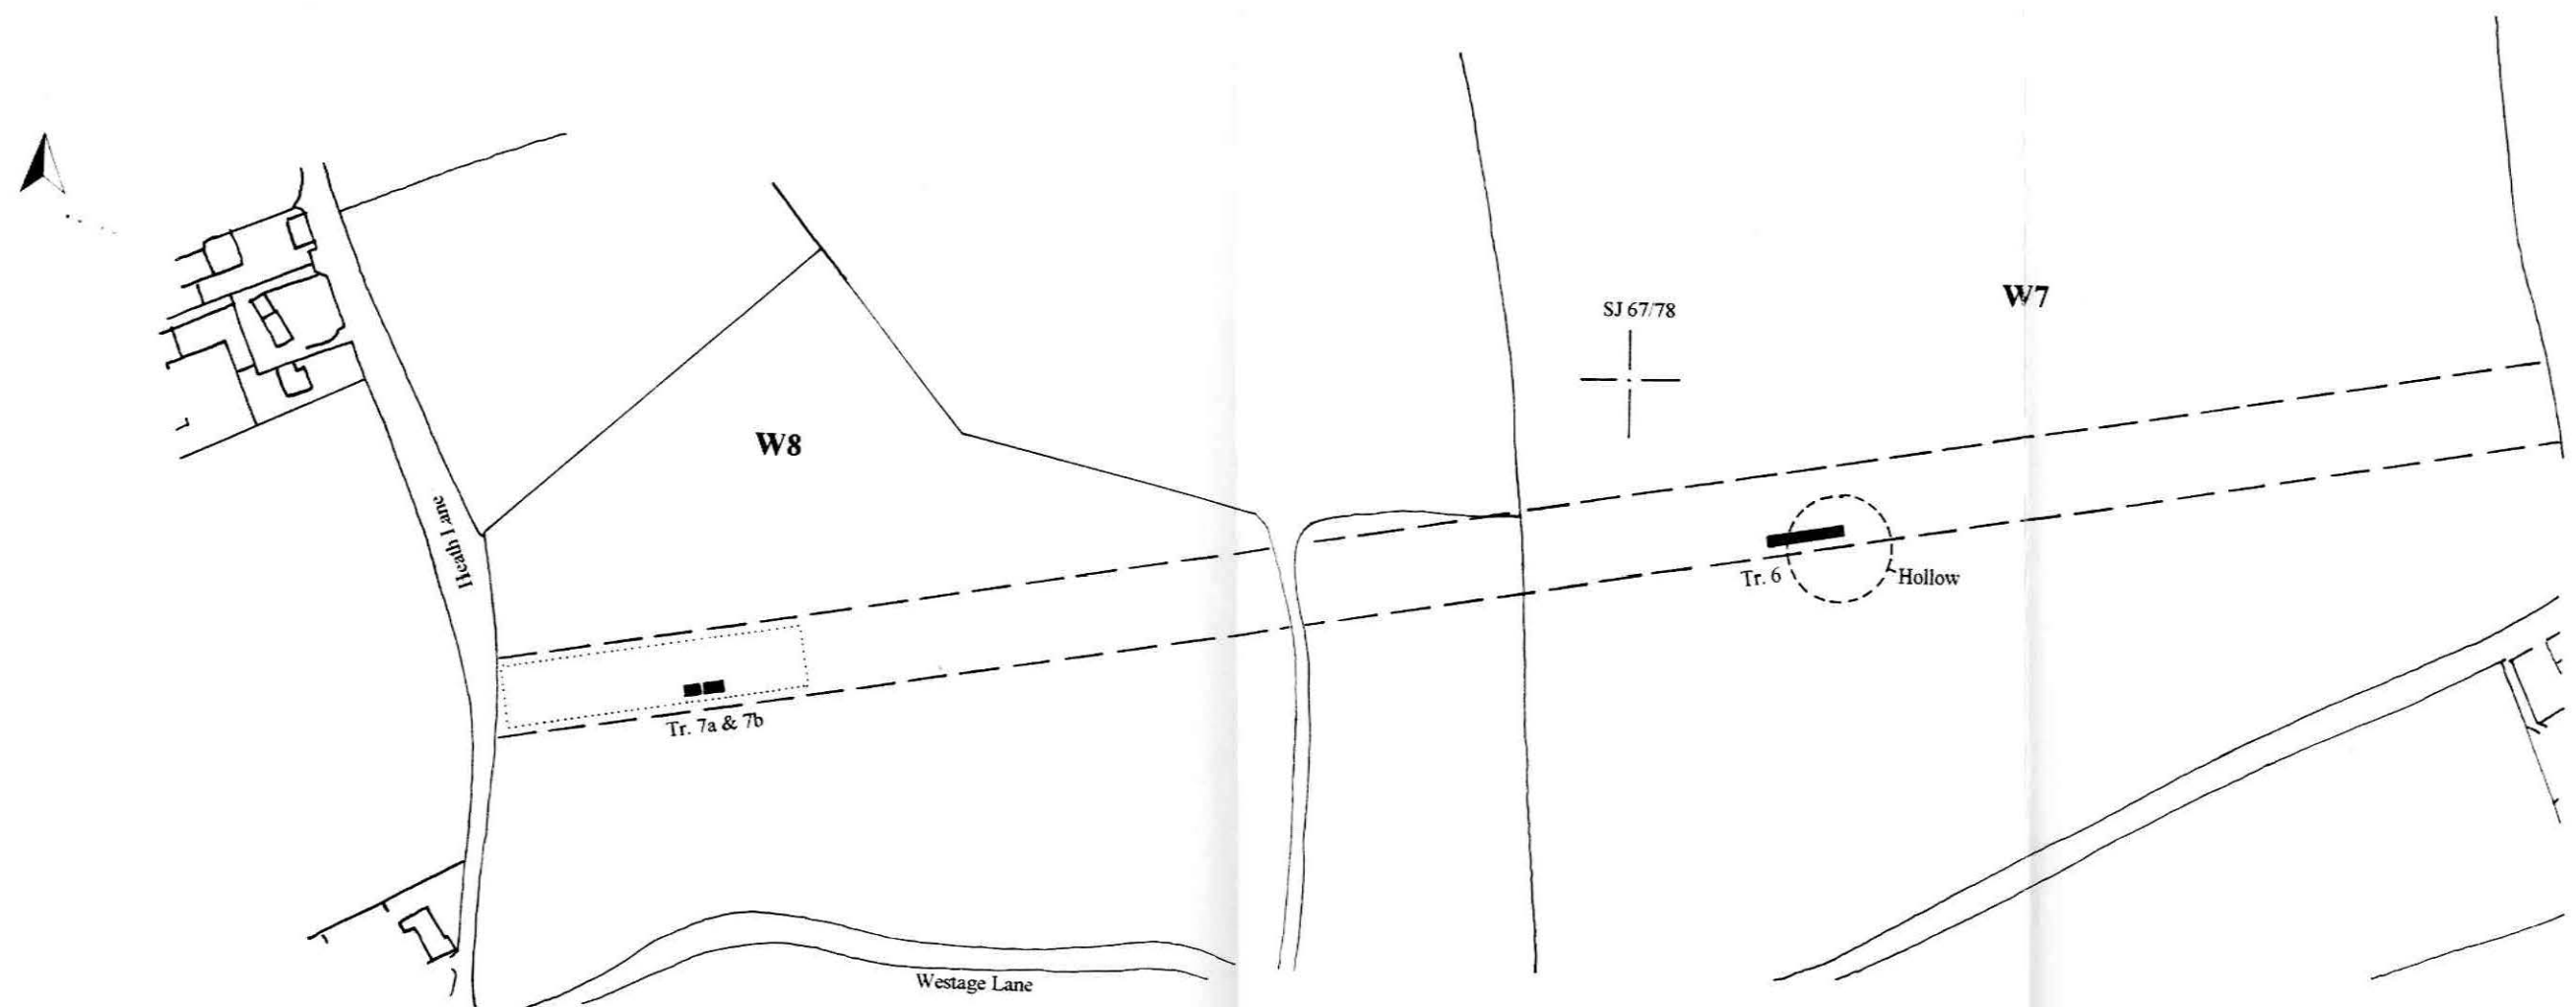 W7
SJ 67/78
W8
Heath Lane
Tr. 6
Hollow
Tr. 7a & 7b
Westage Lane